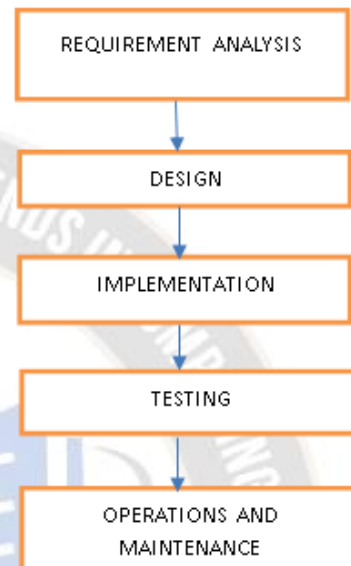 REQUIREMENT ANALYSIS
DESIGN
IMPLEMENTATION
TESTING
OPERATIONS AND
MAINTENANCE